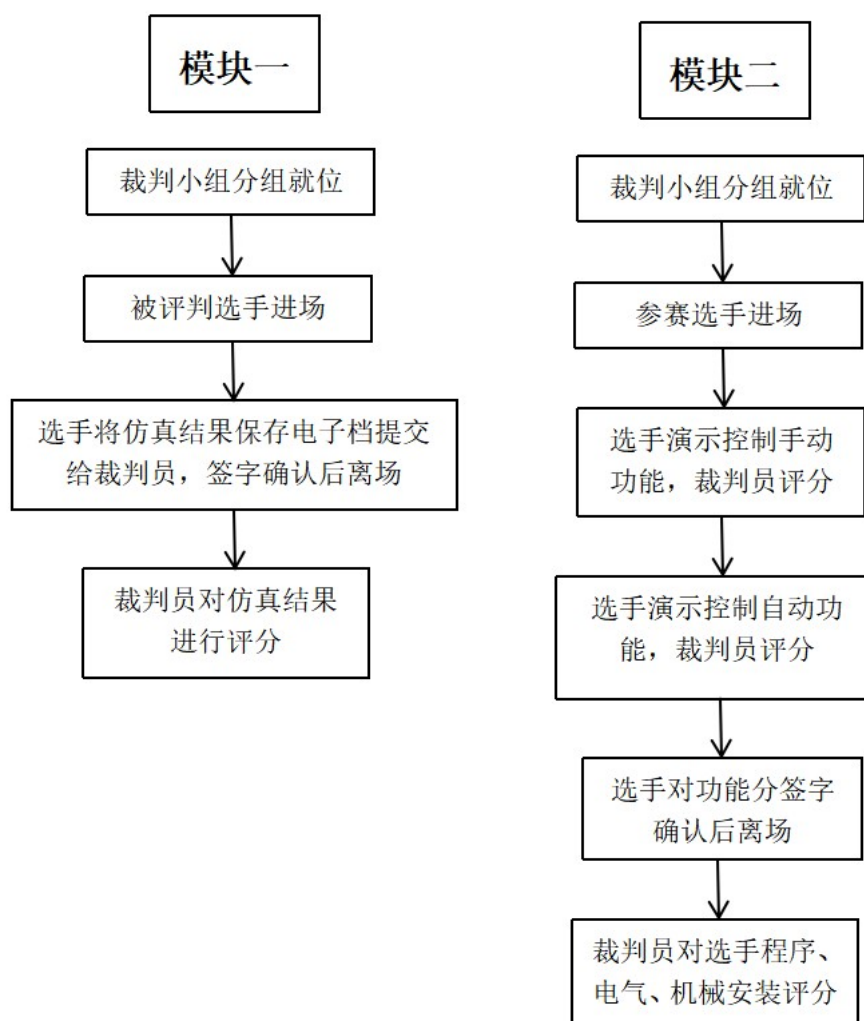 模块一
裁判小组分组就位
被评判选手进场
选手将仿真结果保存电子档提交
给裁判员，签字确认后离场
裁判员对仿真结果
进行评分
模块二
裁判小组分组就位
参赛选手进场
选手演示控制手动
功能，裁判员评分
选手演示控制自动功
能，裁判员评分
选手对功能分签字
确认后离场
裁判员对选手程序、
电气、机械安装评分